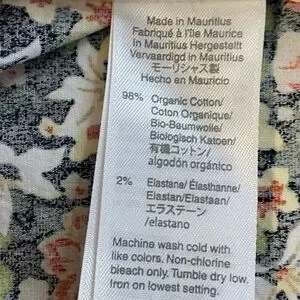 Made in Mauritius
Fabriqué à l'île Maurice
In Mauritius Hergestellt
Vervaardigd in Mauritius
モーリシャス製
Hecho en Mauricio
98% Organic Cotton/
Coton Organique/
Bio-Baumwolle/
Biologisch Katoen/
有機コットン/
algodón orgánico
2% Elastane/Élasthanne/
Elastan/Elastaan/
エラステーン
/elastano
Machine wash cold with
like colors. Non-chlorine
bleach only. Tumble dry low.
Iron on lowest setting.